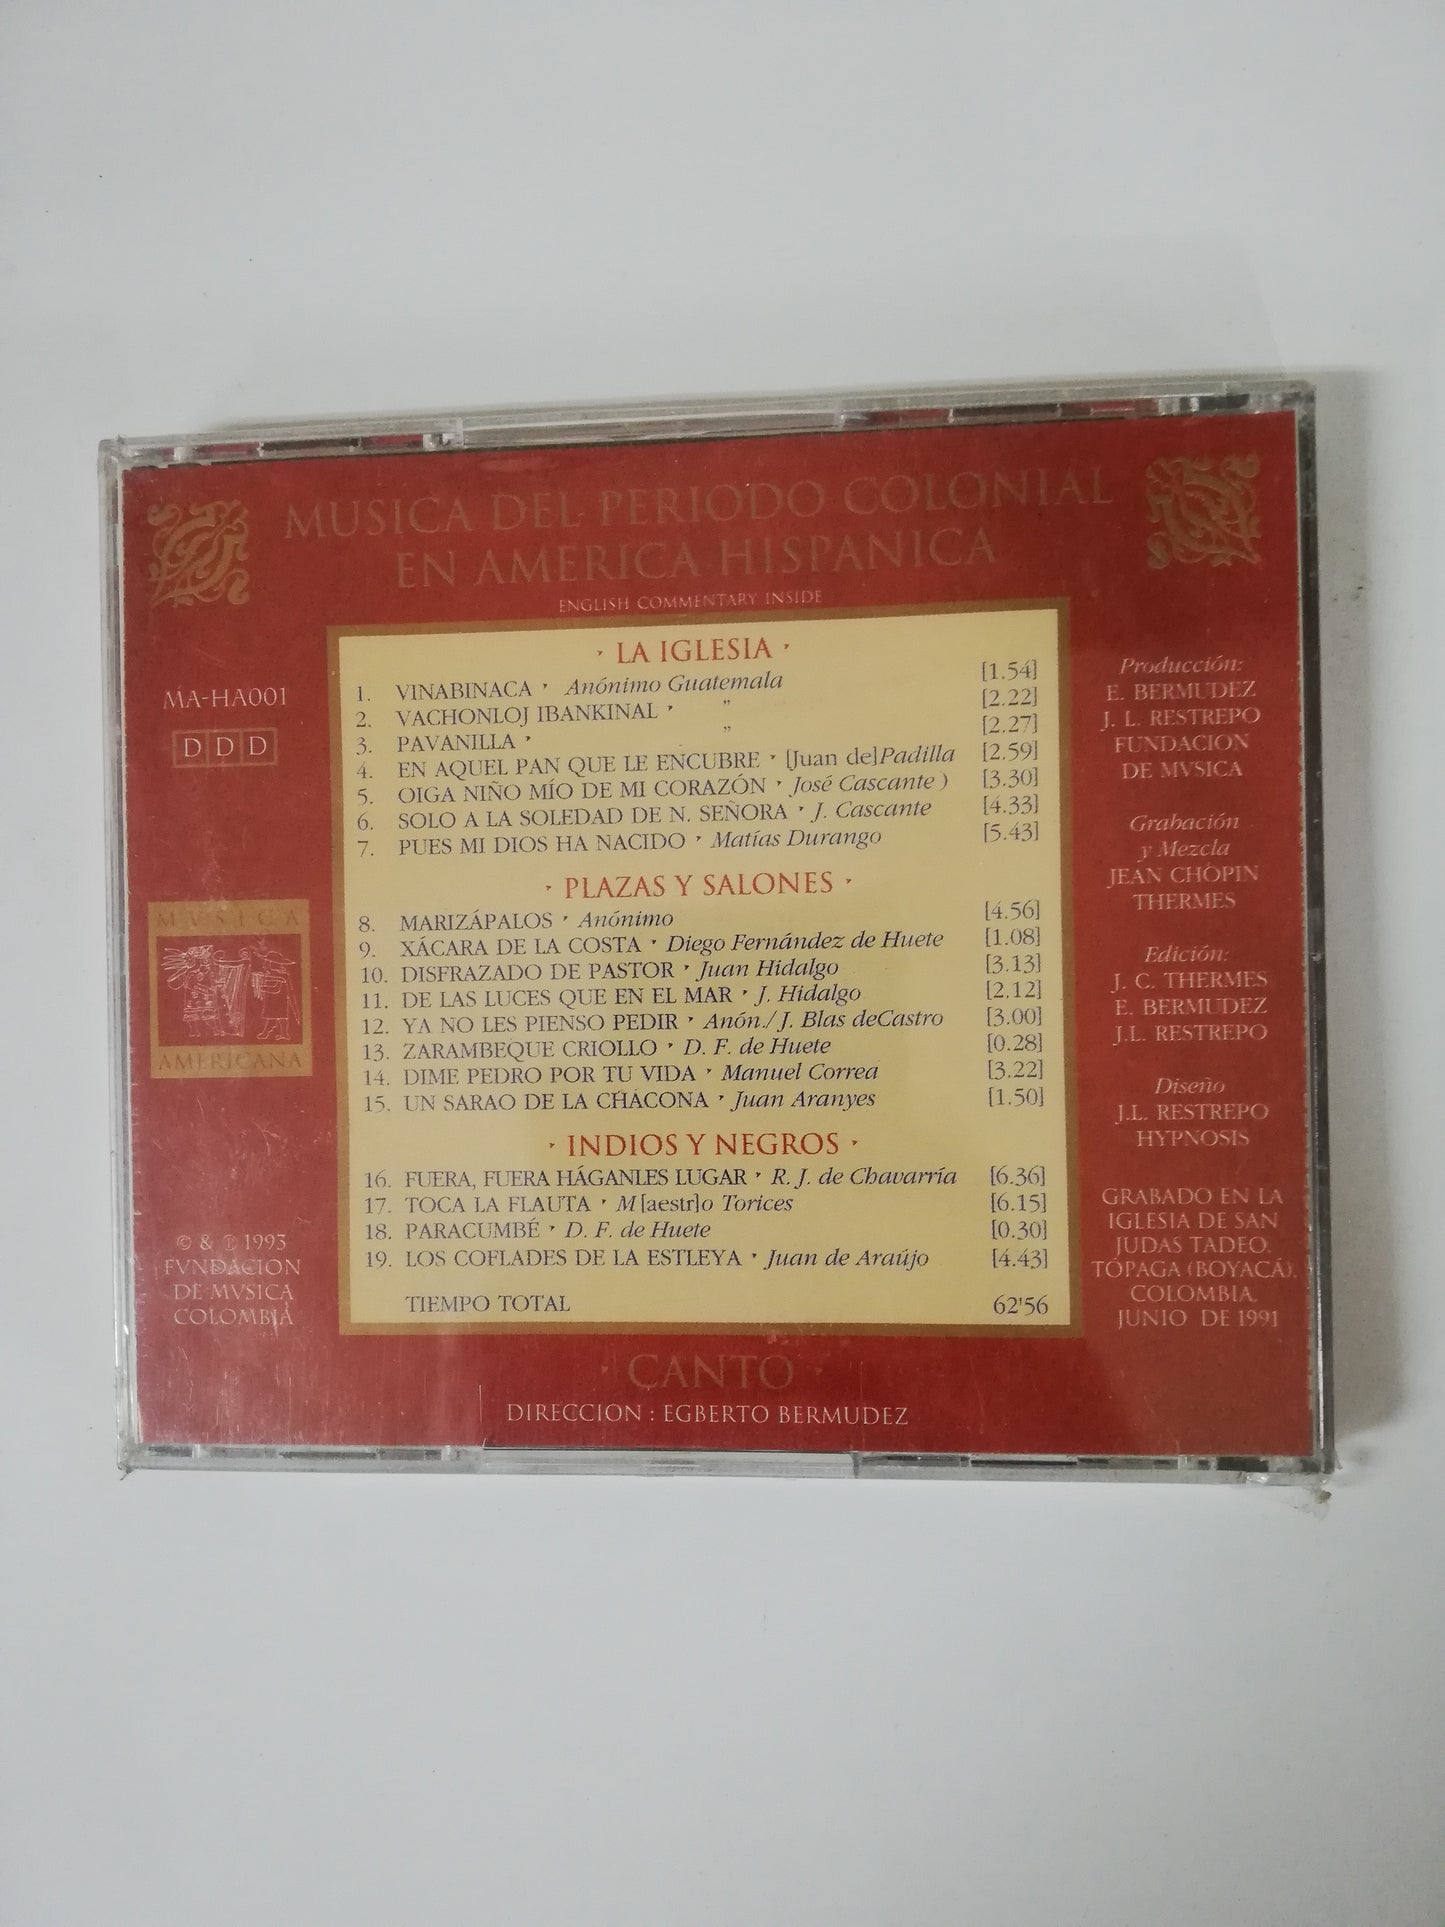 MUSICA DEL PERIODO COLONIAL
EN AMERICA HISPANICA
ENGLISH COMMENTARY INSIDE
MA-HA001
D D D
MVSICA
AMERICANA
© & ℗ 1993
FVNDACION
DE MVSICA
COLOMBIA
· LA IGLESIA ·
1. VINABINACA · Anónimo Guatemala [1.54]
2. VACHONLOJ IBANKINAL · " [2.22]
3. PAVANILLA · " [2.27]
4. EN AQUEL PAN QUE LE ENCUBRE · [Juan de]Padilla [2.59]
5. OIGA NIÑO MÍO DE MI CORAZÓN · José Cascante ) [3.30]
6. SOLO A LA SOLEDAD DE N. SEÑORA · J. Cascante [4.33]
7. PUES MI DIOS HA NACIDO · Matías Durango [5.43]
· PLAZAS Y SALONES ·
8. MARIZÁPALOS · Anónimo [4.56]
9. XÁCARA DE LA COSTA · Diego Fernández de Huete [1.08]
10. DISFRAZADO DE PASTOR · Juan Hidalgo [3.13]
11. DE LAS LUCES QUE EN EL MAR · J. Hidalgo [2.12]
12. YA NO LES PIENSO PEDIR · Anón./ J. Blas deCastro [3.00]
13. ZARAMBEQUE CRIOLLO · D. F. de Huete [0.28]
14. DIME PEDRO POR TU VIDA · Manuel Correa [3.22]
15. UN SARAO DE LA CHACONA · Juan Aranyes [1.50]
· INDIOS Y NEGROS ·
16. FUERA, FUERA HÁGANLES LUGAR · R. J. de Chavarría [6.36]
17. TOCA LA FLAUTA · M[aestr]o Torices [6.15]
18. PARACUMBÉ · D. F. de Huete [0.30]
19. LOS COFLADES DE LA ESTLEYA · Juan de Araújo [4.43]
TIEMPO TOTAL 62'56
Producción:
E. BERMUDEZ
J. L. RESTREPO
FUNDACION
DE MVSICA
Grabación
y Mezcla
JEAN CHOPIN
THERMES
Edición:
J. C. THERMES
E. BERMUDEZ
J.L. RESTREPO
Diseño
J.L. RESTREPO
HYPNOSIS
GRABADO EN LA
IGLESIA DE SAN
JUDAS TADEO,
TÓPAGA (BOYACÁ),
COLOMBIA,
JUNIO DE 1991
· CANTO ·
DIRECCION : EGBERTO BERMUDEZ